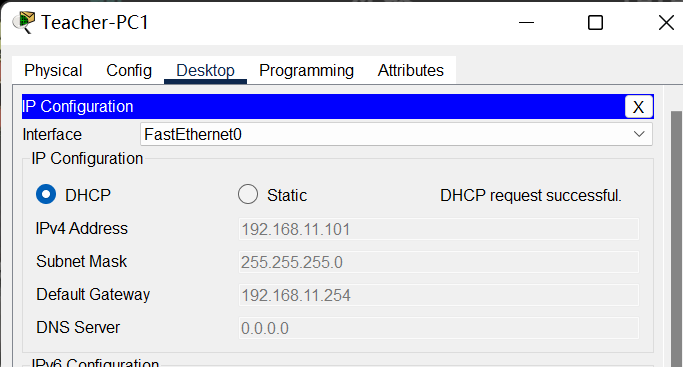 Teacher-PC1
Physical Config Desktop Programming Attributes
IP Configuration X
Interface FastEthernet0
IP Configuration
DHCP Static DHCP request successful.
IPv4 Address 192.168.11.101
Subnet Mask 255.255.255.0
Default Gateway 192.168.11.254
DNS Server 0.0.0.0
IPv6 Configuration